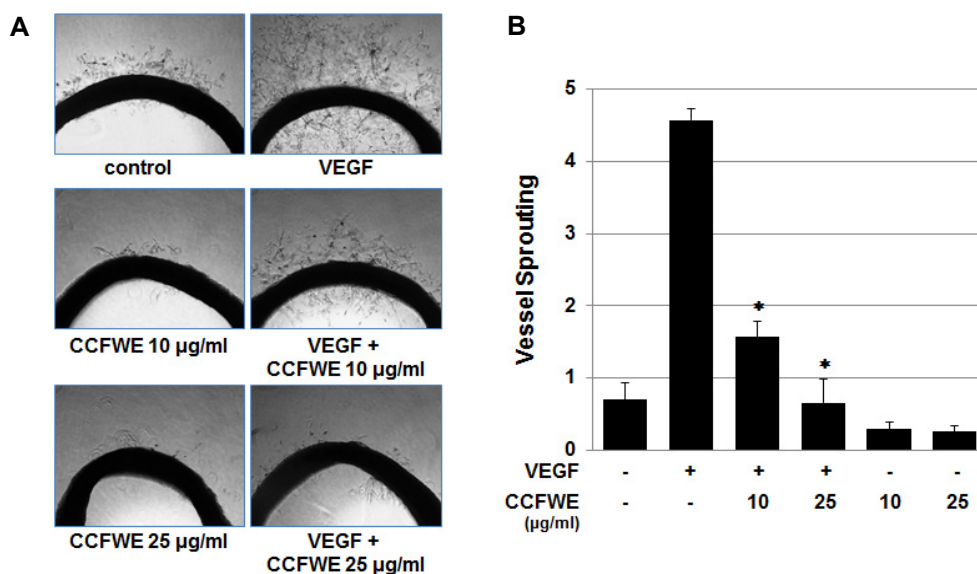 A
control
VEGF
CCFWE 10 µg/ml
VEGF +
CCFWE 10 µg/ml
CCFWE 25 µg/ml
VEGF +
CCFWE 25 µg/ml
B
Vessel Sprouting
5
4
3
2
1
0
*
*
VEGF - + + + - -
CCFWE - - 10 25 10 25
(µg/ml)